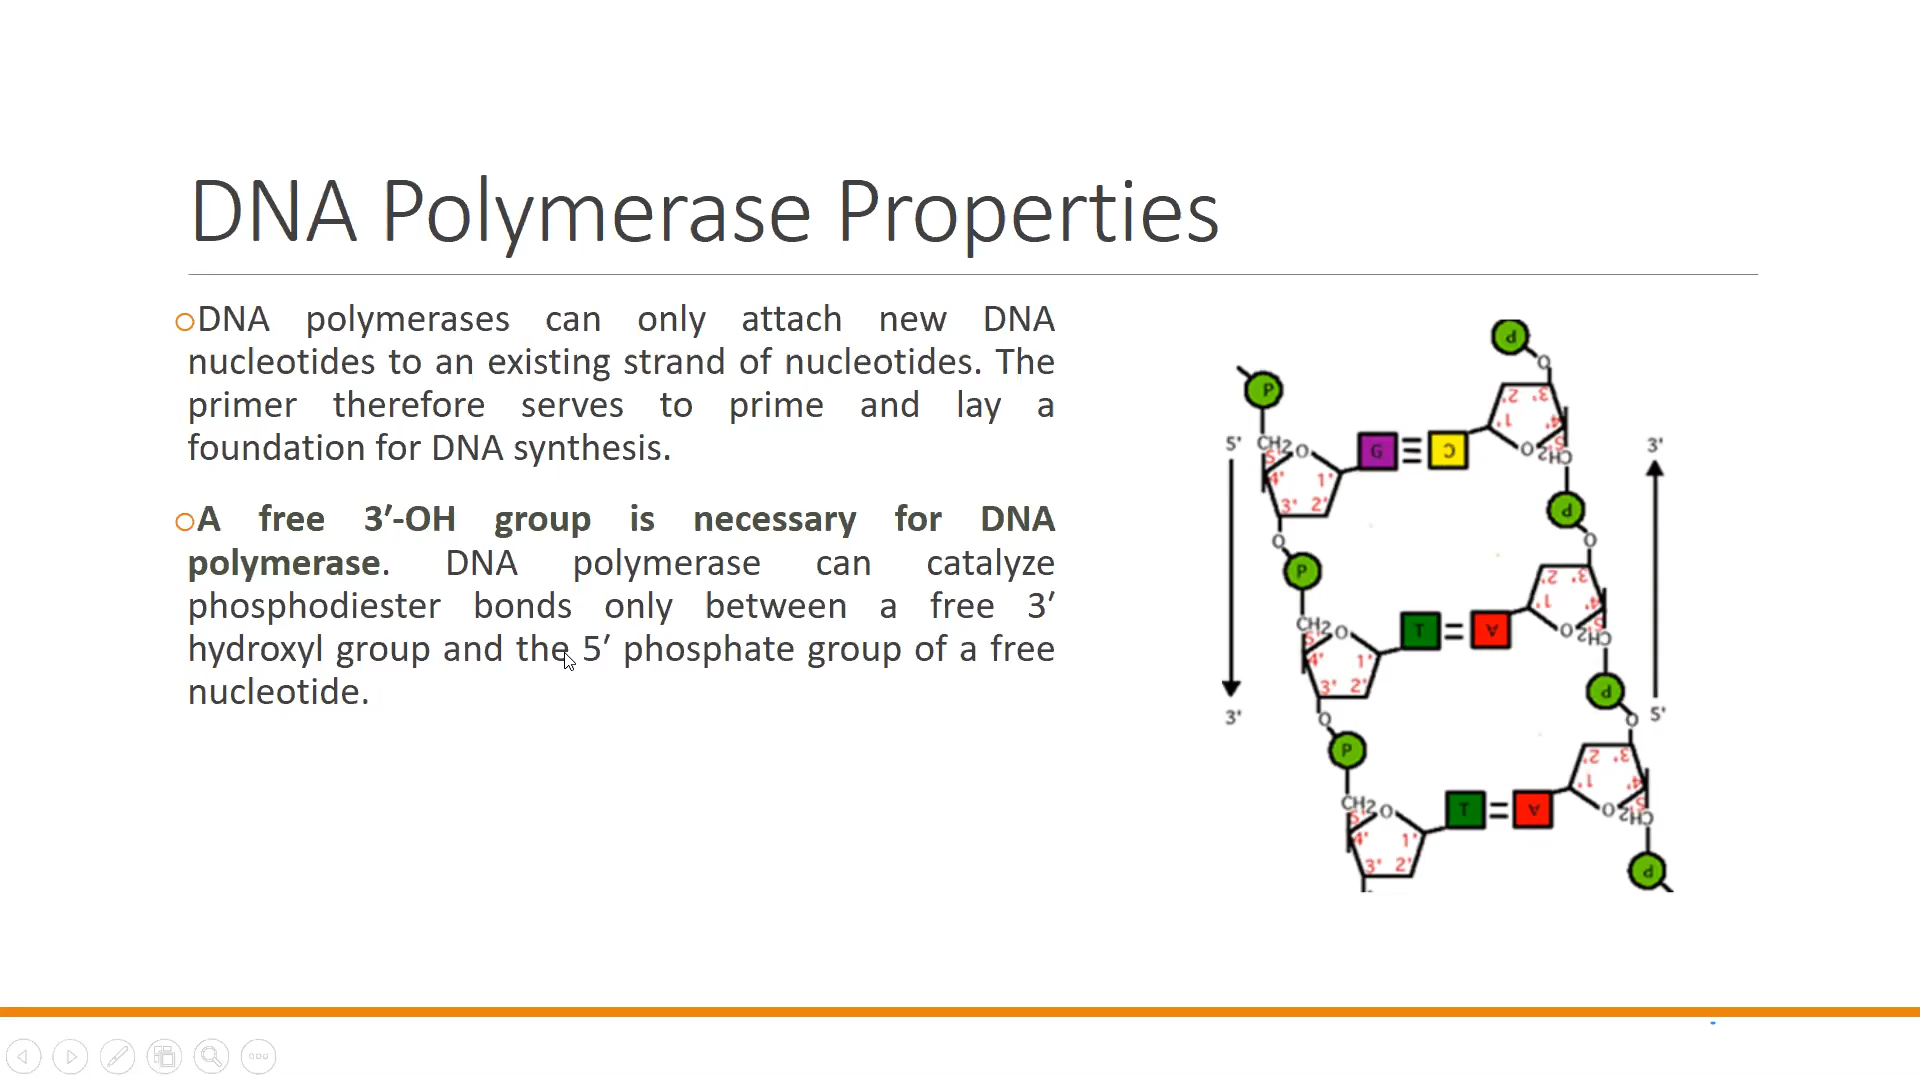 DNA Polymerase Properties
DNA polymerases can only attach new DNA
nucleotides to an existing strand of nucleotides. The
primer therefore serves to prime and lay a
foundation for DNA synthesis.
A free 3′-OH group is necessary for DNA
polymerase. DNA polymerase can catalyze
phosphodiester bonds only between a free 3′
hydroxyl group and the 5′ phosphate group of a free
nucleotide.
P
O
3' 2'
4' 1'
5'
O CH2
P
5' CH2 O
5'
4' 1'
3' 2'
G C
3'
O
P
P
O
3' 2'
4' 1'
5'
O CH2
CH2 O
5'
4' 1'
3' 2'
T A
P
3'
O
P
O
5'
3' 2'
4' 1'
5'
O CH2
CH2 O
5'
4' 1'
3' 2'
T A
P